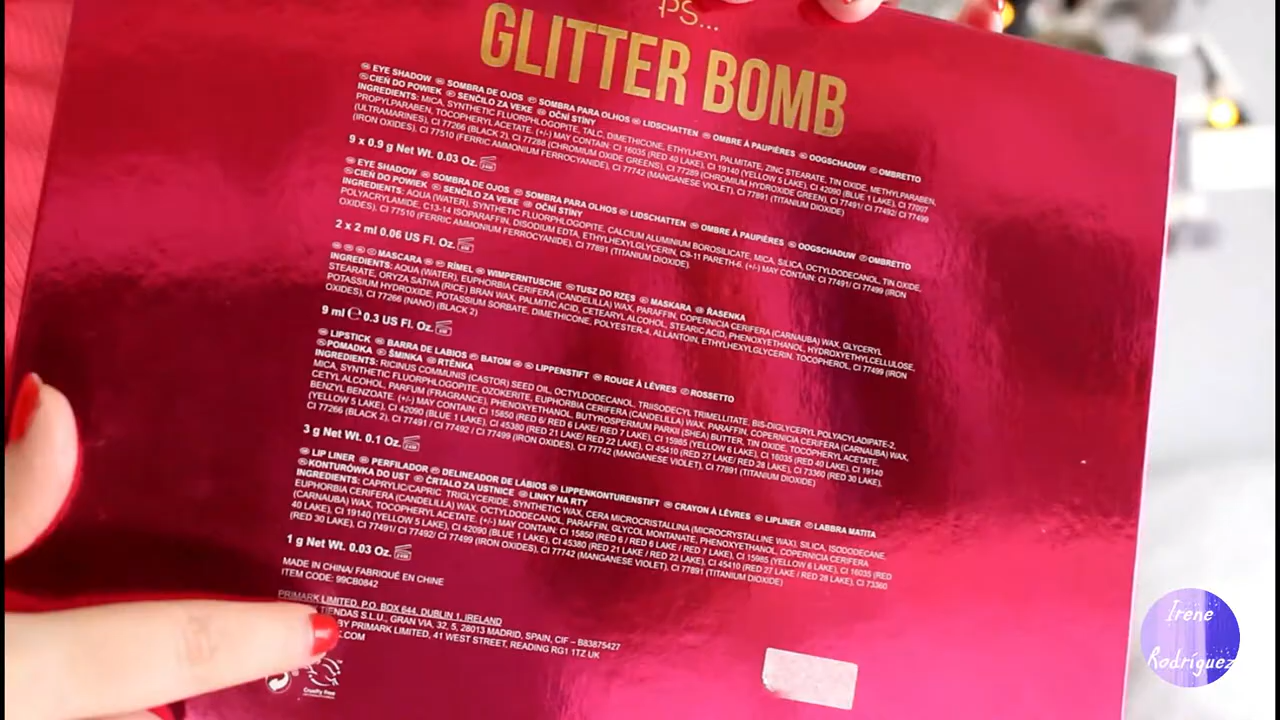 PS...
GLITTER BOMB
EYE SHADOW SOMBRA DE OJOS SOMBRA PARA OLHOS LIDSCHATTEN OMBRE À PAUPIÈRES OOGSCHADUW OMBRETTO
CIEŃ DO POWIEK SENČILO ZA VEKE OČNÍ STÍNY
INGREDIENTS: MICA, SYNTHETIC FLUORPHLOGOPITE, TALC, DIMETHICONE, ETHYLHEXYL PALMITATE, ZINC STEARATE, TIN OXIDE, METHYLPARABEN,
PROPYLPARABEN, TOCOPHERYL ACETATE. (+/-) MAY CONTAIN: CI 16035 (RED 40 LAKE), CI 19140 (YELLOW 5 LAKE), CI 42090 (BLUE 1 LAKE), CI 77007
(ULTRAMARINES), CI 77266 (BLACK 2), CI 77288 (CHROMIUM OXIDE GREENS), CI 77289 (CHROMIUM HYDROXIDE GREEN), CI 77491/ CI 77492/ CI 77499
(IRON OXIDES), CI 77510 (FERRIC AMMONIUM FERROCYANIDE), CI 77742 (MANGANESE VIOLET), CI 77891 (TITANIUM DIOXIDE)
9 x 0.9 g Net Wt. 0.03 Oz.
EYE SHADOW SOMBRA DE OJOS SOMBRA PARA OLHOS LIDSCHATTEN OMBRE À PAUPIÈRES OOGSCHADUW OMBRETTO
CIEŃ DO POWIEK SENČILO ZA VEKE OČNÍ STÍNY
INGREDIENTS: AQUA (WATER), SYNTHETIC FLUORPHLOGOPITE, CALCIUM ALUMINIUM BOROSILICATE, MICA, SILICA, OCTYLDODECANOL, TIN OXIDE,
POLYACRYLAMIDE, C13-14 ISOPARAFFIN, DISODIUM EDTA, ETHYLHEXYLGLYCERIN, C9-11 PARETH-6. (+/-) MAY CONTAIN: CI 77491/ CI 77499 (IRON
OXIDES), CI 77510 (FERRIC AMMONIUM FERROCYANIDE), CI 77891 (TITANIUM DIOXIDE).
2 x 2 ml 0.06 US Fl. Oz.
MASCARA RÍMEL WIMPERNTUSCHE TUSZ DO RZĘS MASKARA ŘASENKA
INGREDIENTS: AQUA (WATER), EUPHORBIA CERIFERA (CANDELILLA) WAX, PARAFFIN, COPERNICIA CERIFERA (CARNAUBA) WAX, GLYCERYL
STEARATE, ORYZA SATIVA (RICE) BRAN WAX, PALMITIC ACID, CETEARYL ALCOHOL, STEARIC ACID, PHENOXYETHANOL, HYDROXYETHYLCELLULOSE,
POTASSIUM HYDROXIDE, POTASSIUM SORBATE, DIMETHICONE, POLYESTER-4, ALLANTOIN, ETHYLHEXYLGLYCERIN, TOCOPHEROL, CI 77499 (IRON
OXIDES), CI 77266 (NANO) (BLACK 2)
9 ml ℮ 0.3 US Fl. Oz.
LIPSTICK BARRA DE LABIOS BATOM LIPPENSTIFT ROUGE À LÈVRES ROSSETTO
POMADKA ŠMINKA RTĚNKA
INGREDIENTS: RICINUS COMMUNIS (CASTOR) SEED OIL, OCTYLDODECANOL, TRIISODECYL TRIMELLITATE, BIS-DIGLYCERYL POLYACYLADIPATE-2,
MICA, SYNTHETIC FLUORPHLOGOPITE, OZOKERITE, EUPHORBIA CERIFERA (CANDELILLA) WAX, PARAFFIN, COPERNICIA CERIFERA (CARNAUBA) WAX,
CETYL ALCOHOL, PARFUM (FRAGRANCE), PHENOXYETHANOL, BUTYROSPERMUM PARKII (SHEA) BUTTER, TIN OXIDE, TOCOPHERYL ACETATE,
BENZYL BENZOATE. (+/-) MAY CONTAIN: CI 15850 (RED 6/ RED 6 LAKE/ RED 7 LAKE), CI 15985 (YELLOW 6 LAKE), CI 16035 (RED 40 LAKE), CI 19140
(YELLOW 5 LAKE), CI 42090 (BLUE 1 LAKE), CI 45380 (RED 21 LAKE/ RED 22 LAKE), CI 45410 (RED 27 LAKE/ RED 28 LAKE), CI 73360 (RED 30 LAKE),
CI 77266 (BLACK 2), CI 77491 / CI 77492 / CI 77499 (IRON OXIDES), CI 77742 (MANGANESE VIOLET), CI 77891 (TITANIUM DIOXIDE)
3 g Net Wt. 0.1 Oz.
LIP LINER PERFILADOR DELINEADOR DE LÁBIOS LIPPENKONTURENSTIFT CRAYON À LÈVRES LIPLINER LABBRA MATITA
KONTURÓWKA DO UST ČRTALO ZA USTNICE LINKY NA RTY
INGREDIENTS: CAPRYLIC/CAPRIC TRIGLYCERIDE, SYNTHETIC WAX, CERA MICROCRISTALLINA (MICROCRYSTALLINE WAX), SILICA, ISODODECANE,
EUPHORBIA CERIFERA (CANDELILLA) WAX, OCTYLDODECANOL, PARAFFIN, GLYCOL MONTANATE, PHENOXYETHANOL, COPERNICIA CERIFERA
(CARNAUBA) WAX, TOCOPHERYL ACETATE. (+/-) MAY CONTAIN: CI 15850 (RED 6 / RED 6 LAKE / RED 7 LAKE), CI 15985 (YELLOW 6 LAKE), CI 16035 (RED
40 LAKE), CI 19140 (YELLOW 5 LAKE), CI 42090 (BLUE 1 LAKE), CI 45380 (RED 21 LAKE / RED 22 LAKE), CI 45410 (RED 27 LAKE / RED 28 LAKE), CI 73360
(RED 30 LAKE), CI 77491/ CI 77492/ CI 77499 (IRON OXIDES), CI 77742 (MANGANESE VIOLET), CI 77891 (TITANIUM DIOXIDE)
1 g Net Wt. 0.03 Oz.
MADE IN CHINA/ FABRIQUÉ EN CHINE
ITEM CODE: 99CB0842
PRIMARK LIMITED, P.O. BOX 644, DUBLIN 1, IRELAND
TIENDAS S.L.U., GRAN VIA, 32, 5, 28013 MADRID, SPAIN, CIF – B83875427
BY PRIMARK LIMITED, 41 WEST STREET, READING RG1 1TZ UK
.COM
Cruelty free
Irene
Rodríguez